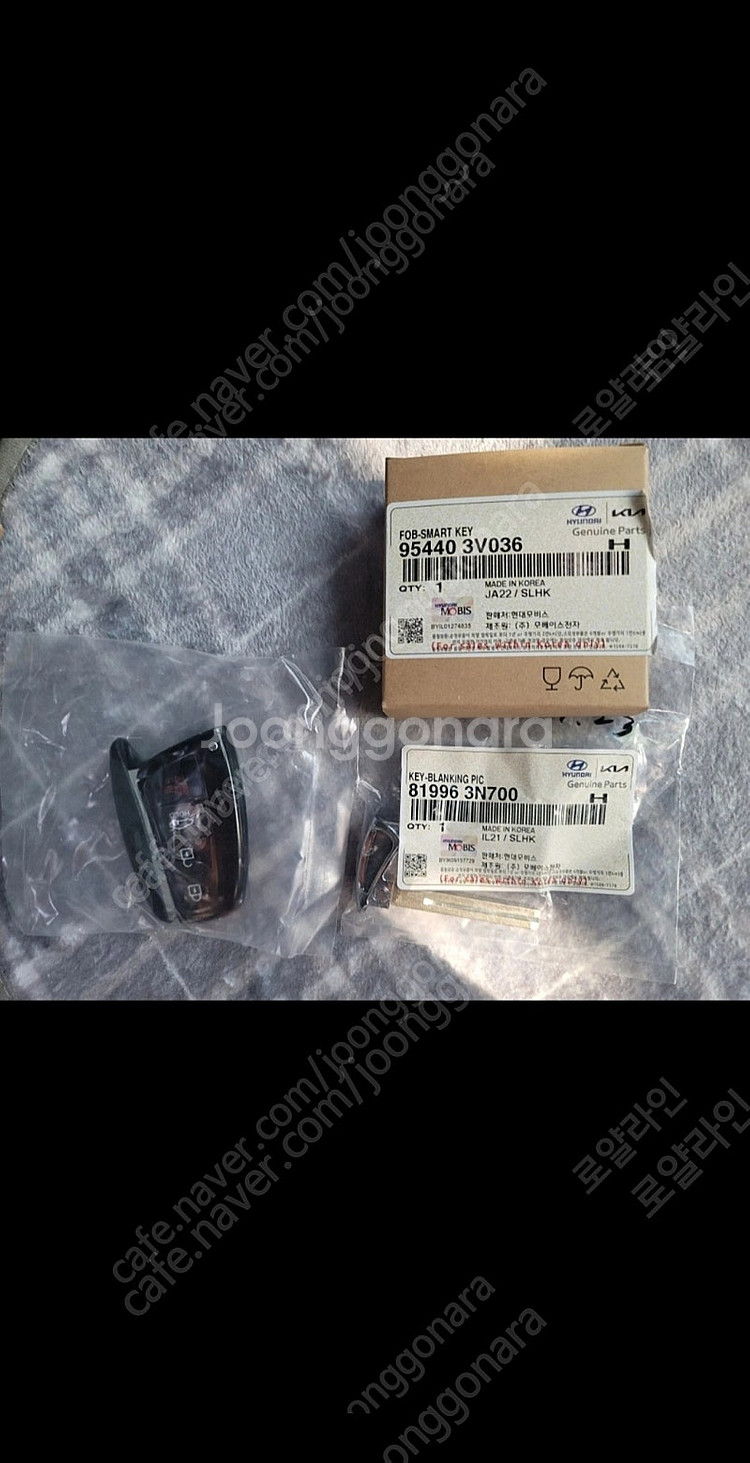 cafe.naver.com/joonggonara
cafe.naver.com/joonggonara
로얄라인
로얄라인
FOB-SMART KEY
95440 3V036
HYUNDAI
KIA
Genuine Parts
H
QTY: 1
MADE IN KOREA
JA22 / SLHK
MOBIS
BYIL01274835
판매처:현대모비스
제조원: (주) 모베이스전자
Joonggonara
KEY-BLANKING PIC
81996 3N700
HYUNDAI
KIA
Genuine Parts
H
QTY: 1
MADE IN KOREA
IL21 / SLHK
MOBIS
판매처:현대모비스
제조원: (주) 모베이스전자
cafe.naver.com/joonggonara
cafe.naver.com/joonggonara
로얄라인
로얄라인
joonggonara